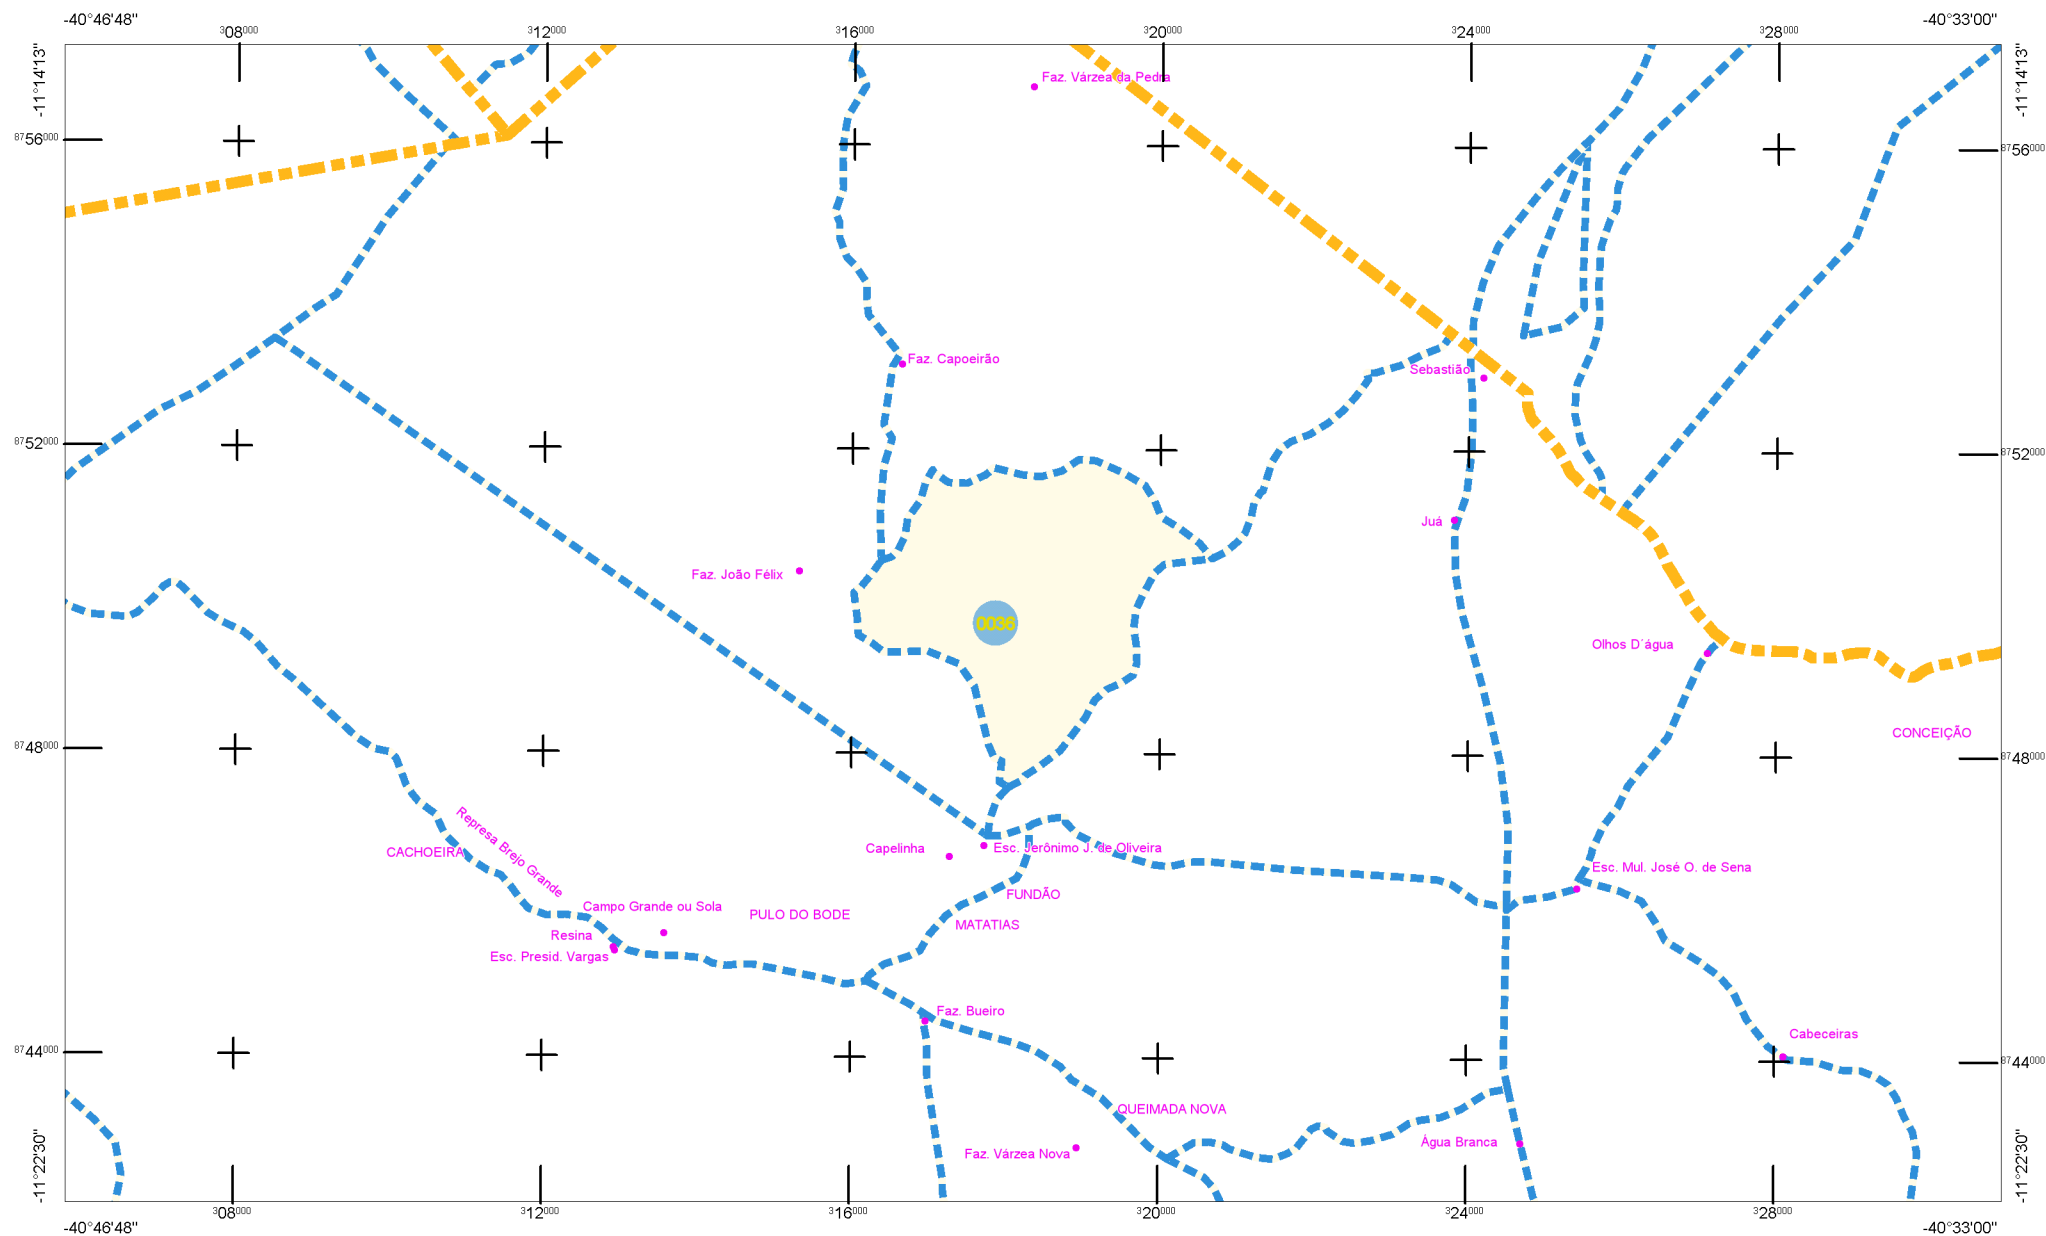 -40°46'48"
-40°33'00"
308000
312000
316000
320000
324000
328000
-11°14'13"
-11°14'13"
Faz. Várzea da Pedra
8756000
8756000
Faz. Capoeirão
Sebastião
8752000
8752000
Juá
Faz. João Félix
0036
Olhos D´água
CONCEIÇÃO
8748000
8748000
Represa Brejo Grande
CACHOEIRA
Capelinha
Esc. Jerônimo J. de Oliveira
Esc. Mul. José O. de Sena
FUNDÃO
Campo Grande ou Sola
PULO DO BODE
MATATIAS
Resina
Esc. Presid. Vargas
Faz. Bueiro
Cabeceiras
8744000
8744000
QUEIMADA NOVA
Água Branca
Faz. Várzea Nova
-11°22'30"
-11°22'30"
308000
312000
316000
320000
324000
328000
-40°46'48"
-40°33'00"